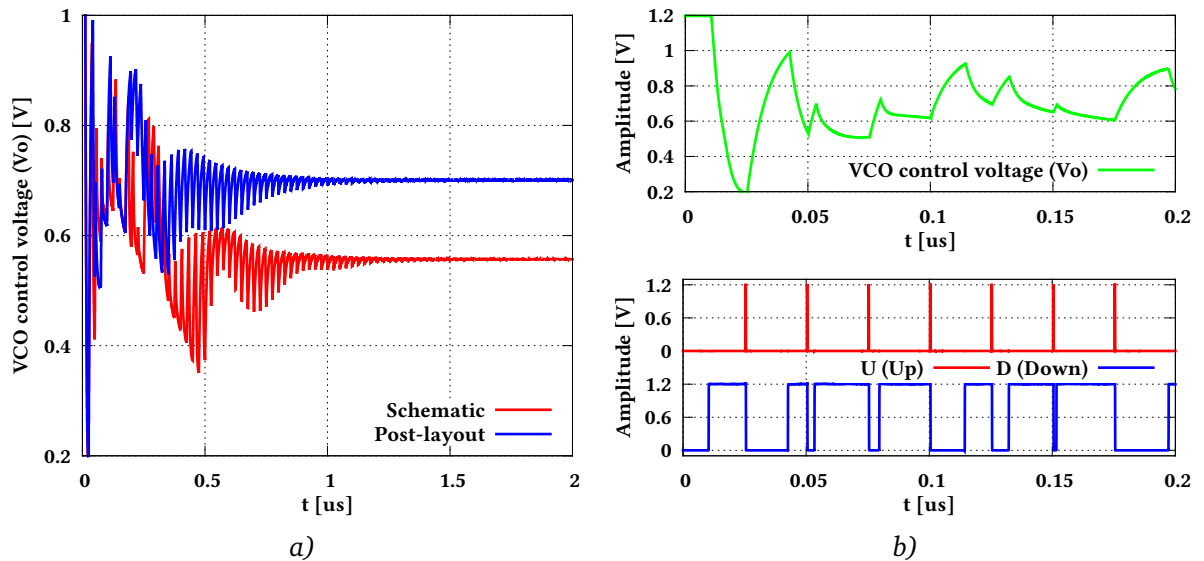 VCO control voltage (Vo) [V]
1
0.8
0.6
0.4
0.2
Schematic
Post-layout
0 0.5 1 1.5 2
t [us]
a)
Amplitude [V]
1.2
1
0.8
0.6
0.4
0.2
VCO control voltage (Vo)
0 0.05 0.1 0.15 0.2
t [us]
Amplitude [V]
1.2
0.6
0
U (Up) D (Down)
Amplitude [V]
1.2
0.6
0
0 0.05 0.1 0.15 0.2
t [us]
b)